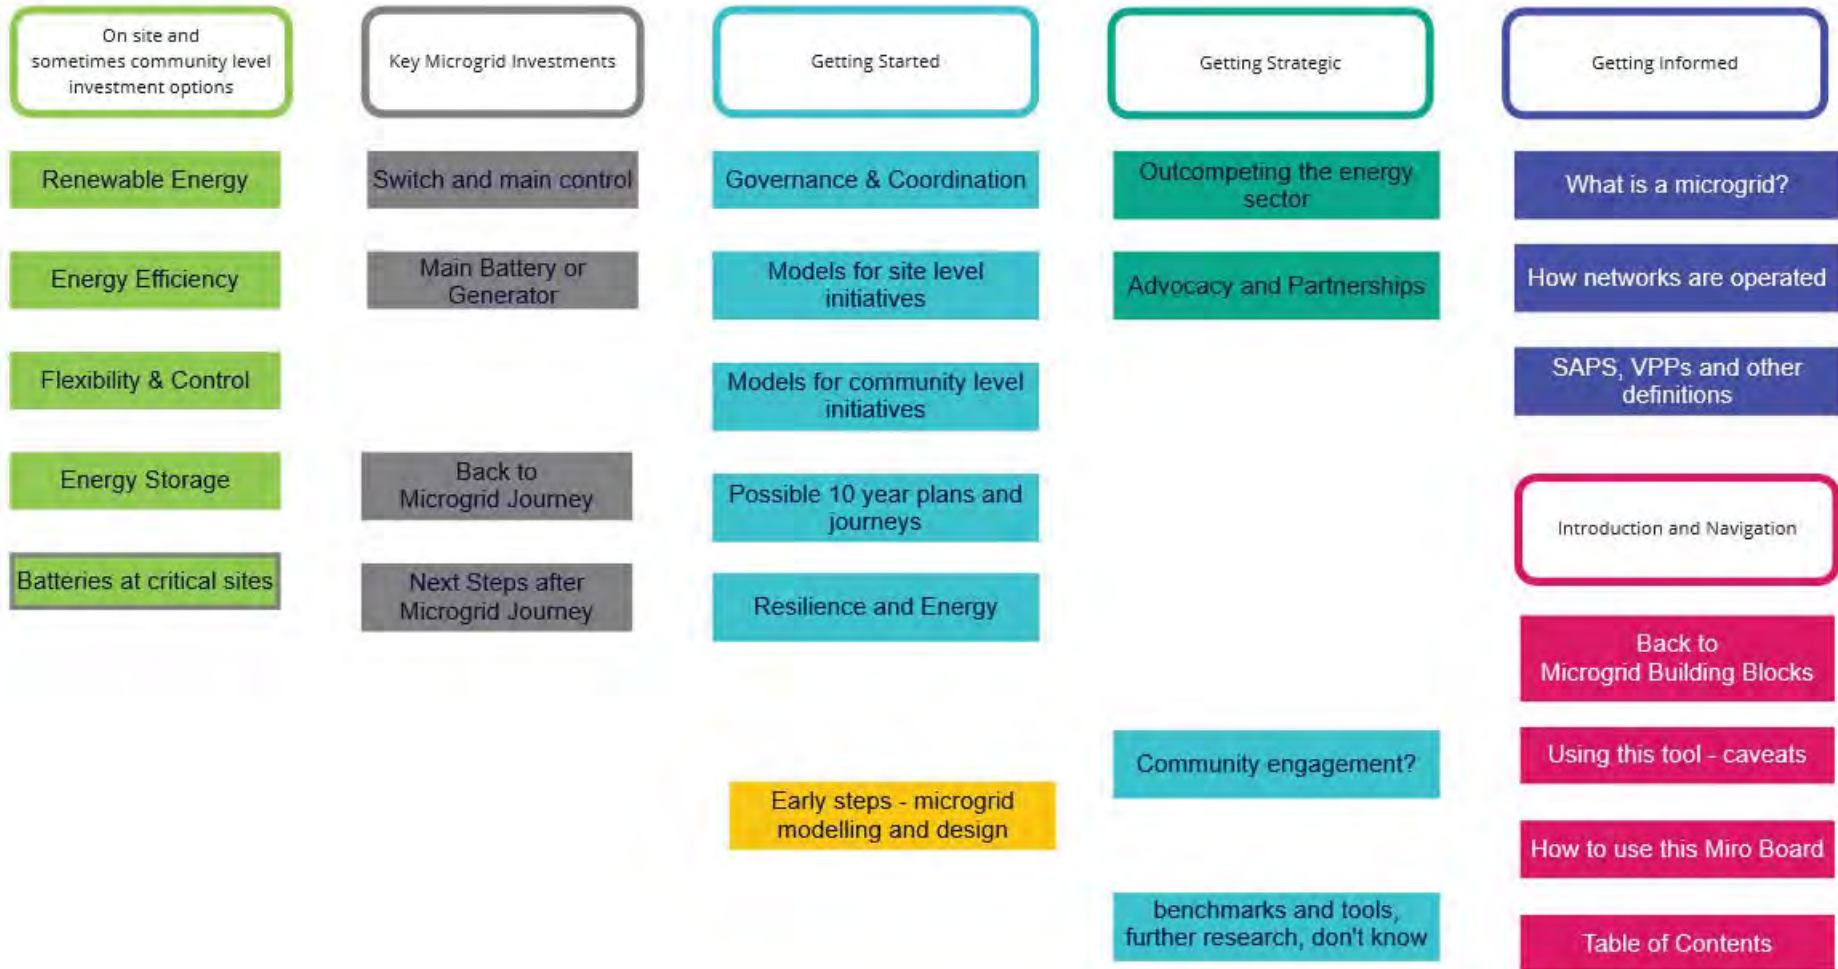 On site and
sometimes community level
investment options
Renewable Energy
Energy Efficiency
Flexibility & Control
Energy Storage
Batteries at critical sites
Key Microgrid Investments
Switch and main control
Main Battery or
Generator
Back to
Microgrid Journey
Next Steps after
Microgrid Journey
Getting Started
Governance & Coordination
Models for site level
initiatives
Models for community level
initiatives
Possible 10 year plans and
journeys
Resilience and Energy
Early steps - microgrid
modelling and design
Getting Strategic
Outcompeting the energy
sector
Advocacy and Partnerships
Community engagement?
benchmarks and tools,
further research, don't know
Getting Informed
What is a microgrid?
How networks are operated
SAPS, VPPs and other
definitions
Introduction and Navigation
Back to
Microgrid Building Blocks
Using this tool - caveats
How to use this Miro Board
Table of Contents